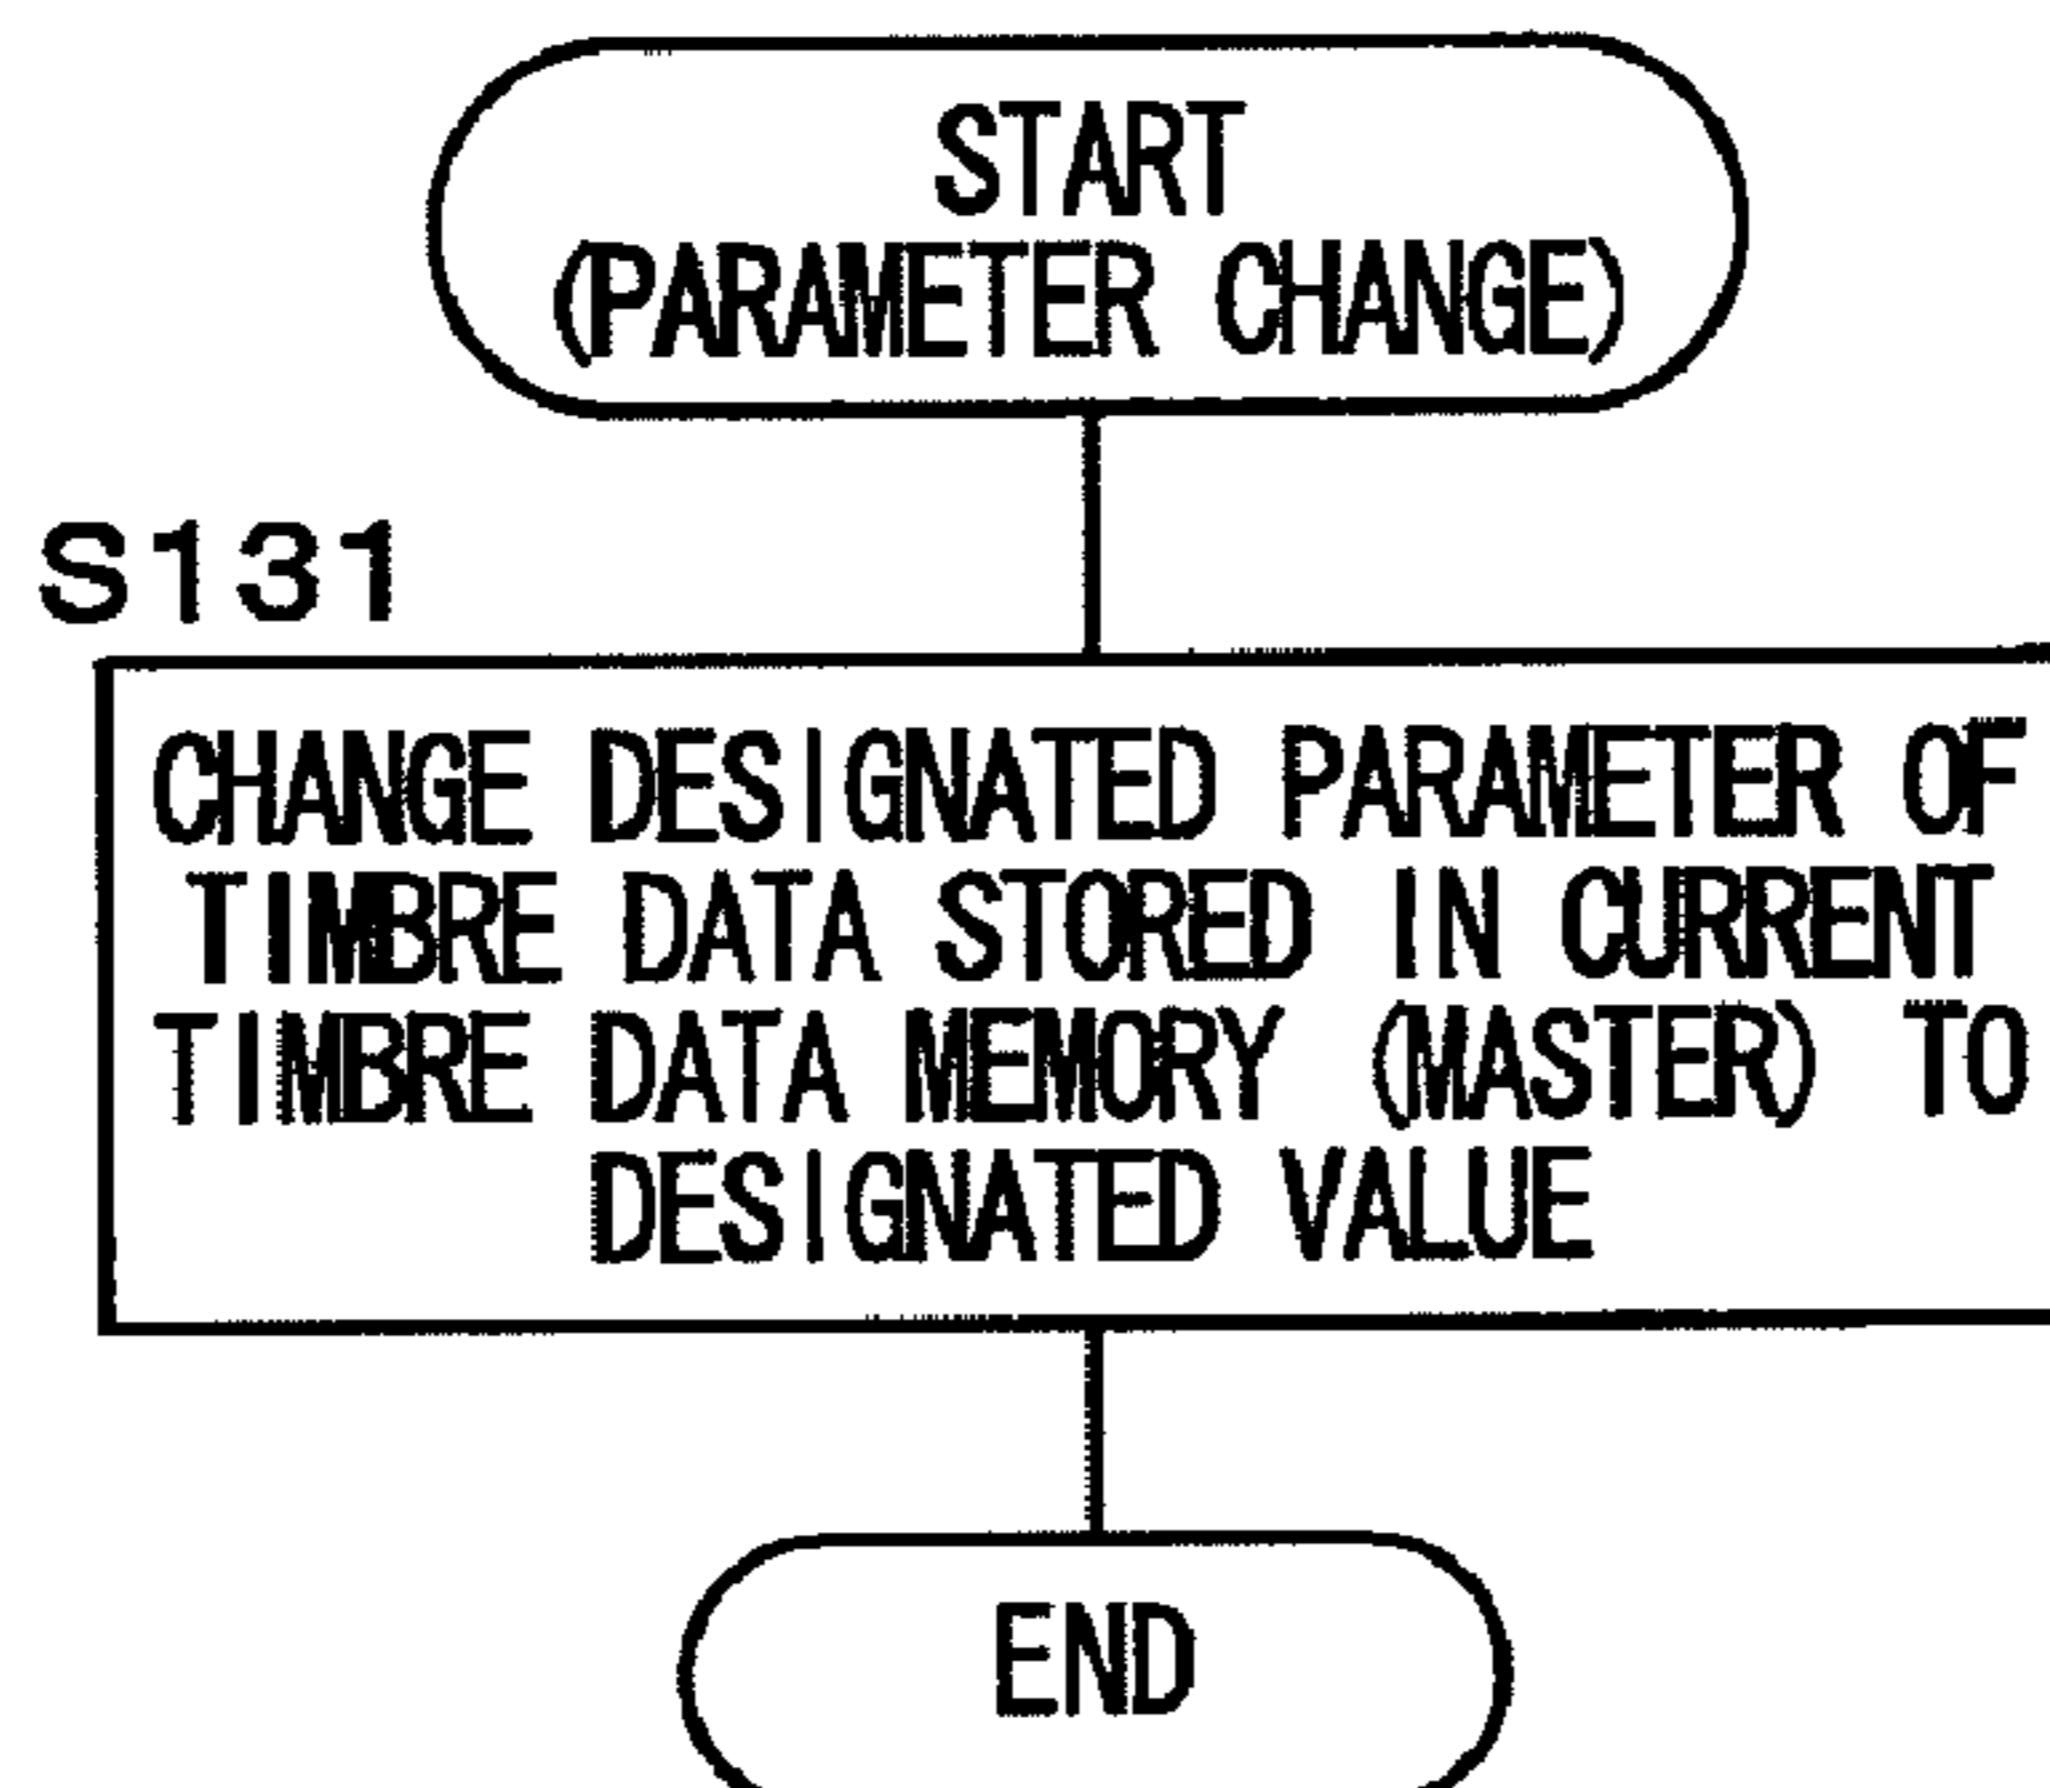 START
(PARAMETER CHANGE)
S131
CHANGE DESIGNATED PARAMETER OF
TIMBRE DATA STORED IN CURRENT
TIMBRE DATA MEMORY (MASTER) TO
DESIGNATED VALUE
END